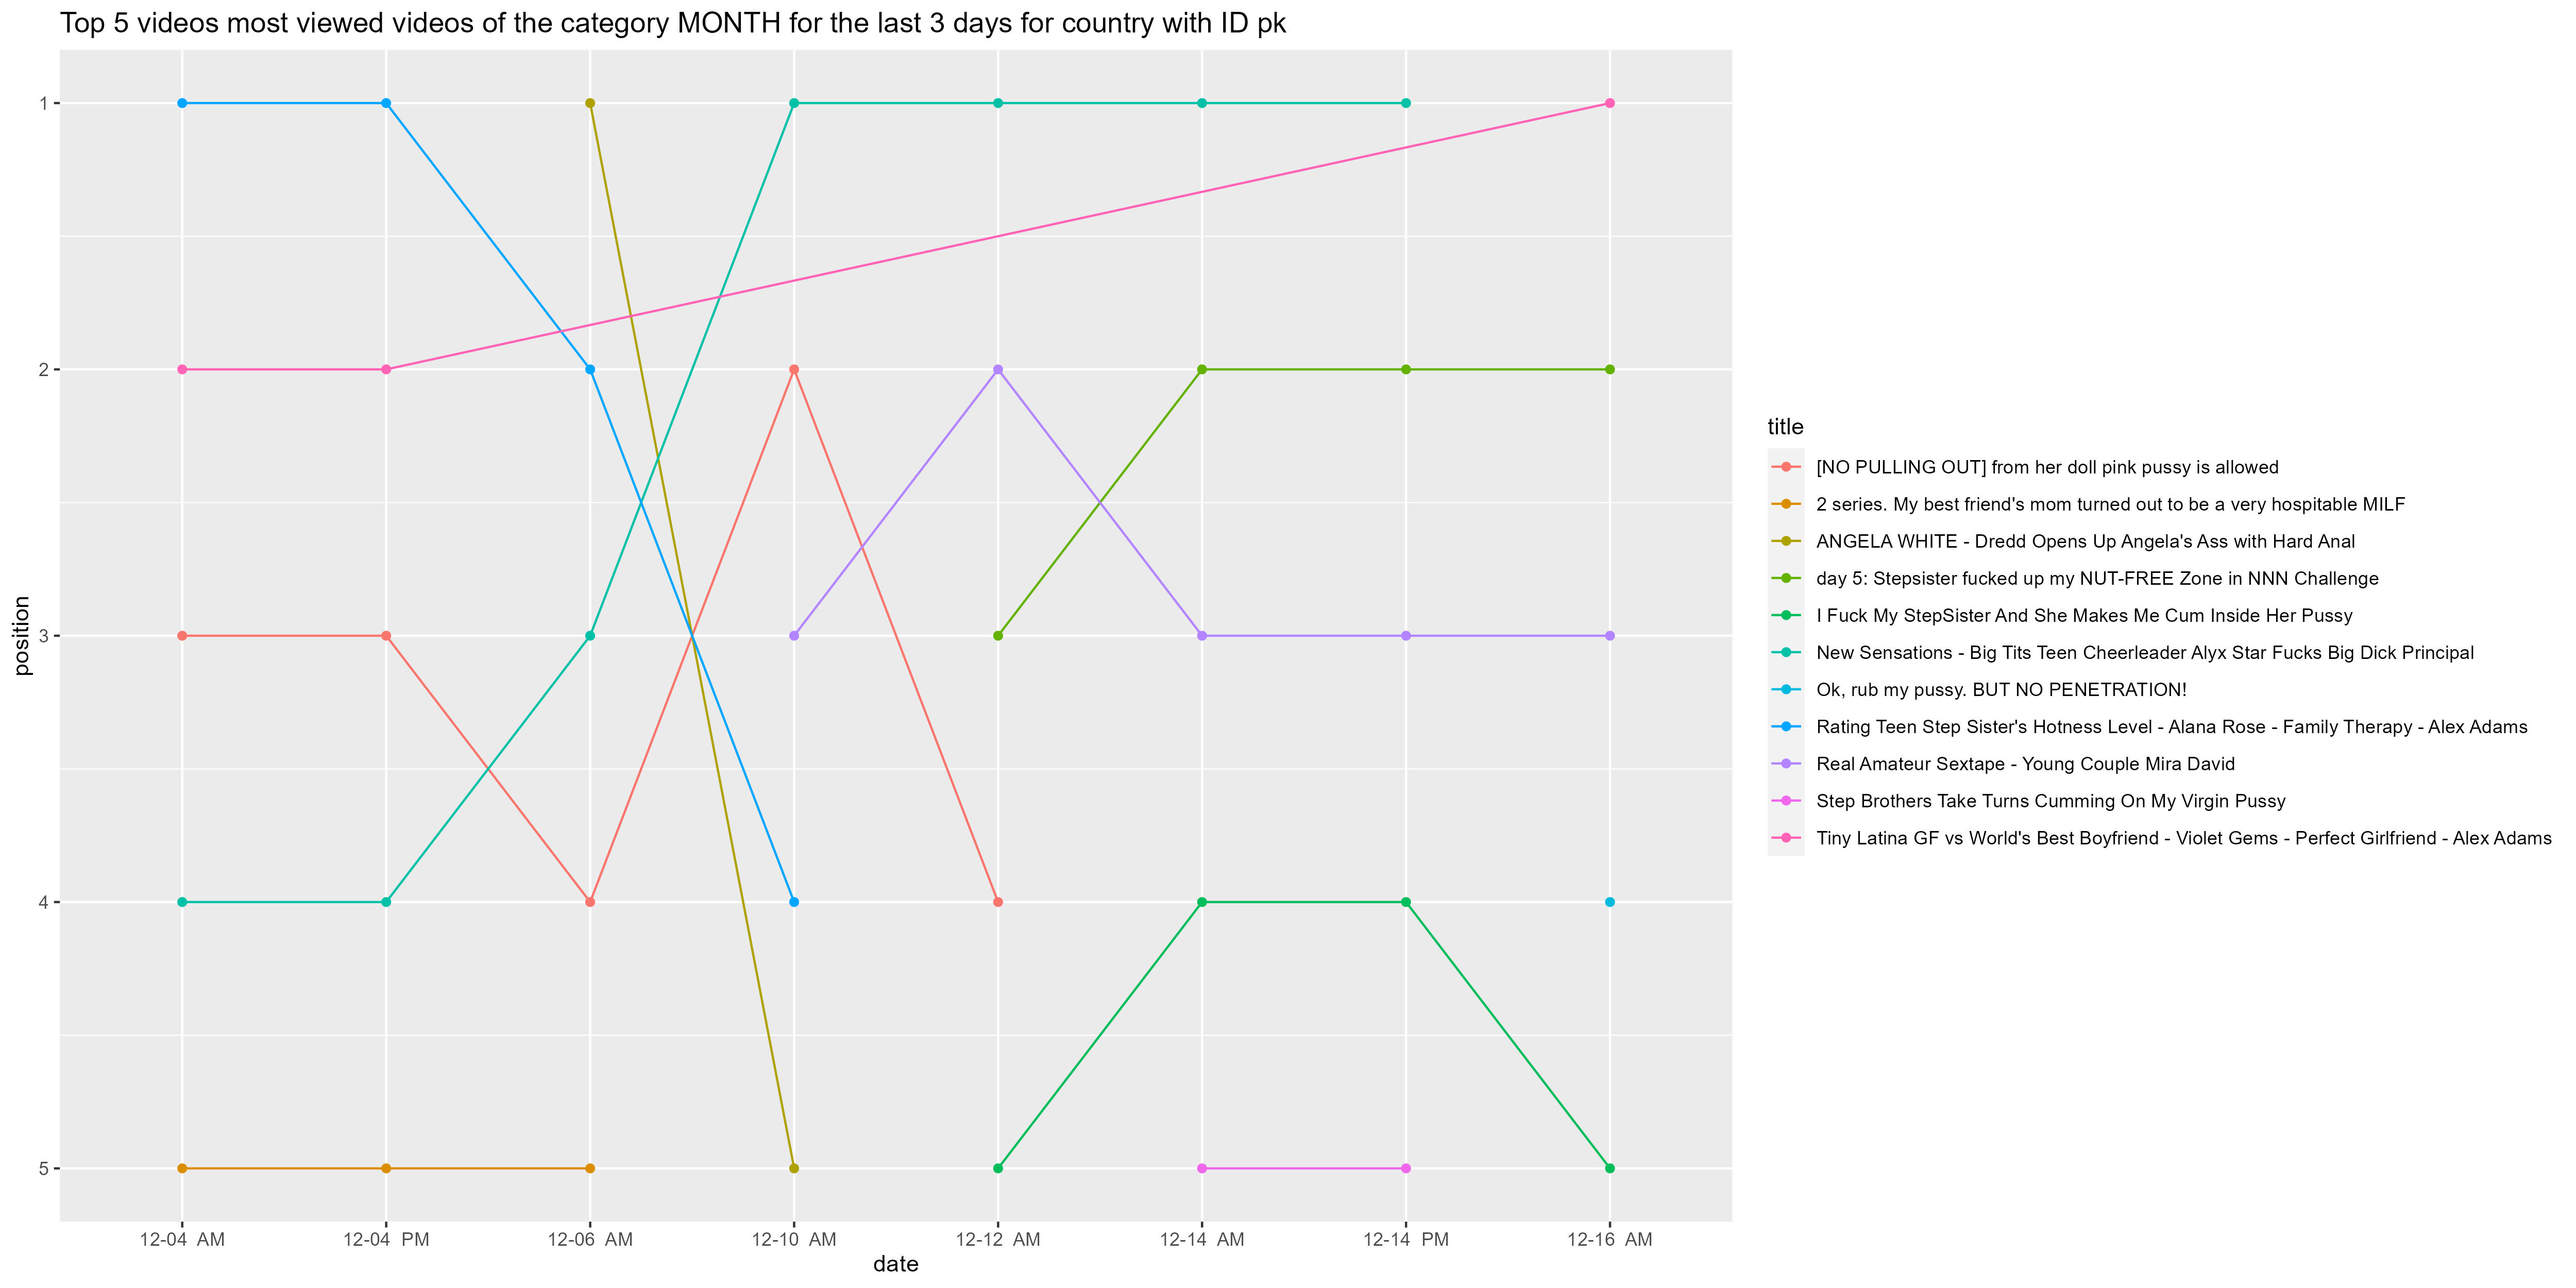 Top 5 videos most viewed videos of the category MONTH for the last 3 days for country with ID pk
position
1
2
3
4
5
12-04 AM
12-04 PM
12-06 AM
12-10 AM
12-12 AM
12-14 AM
12-14 PM
12-16 AM
date
title
[NO PULLING OUT] from her doll pink pussy is allowed
2 series. My best friend's mom turned out to be a very hospitable MILF
ANGELA WHITE - Dredd Opens Up Angela's Ass with Hard Anal
day 5: Stepsister fucked up my NUT-FREE Zone in NNN Challenge
I Fuck My StepSister And She Makes Me Cum Inside Her Pussy
New Sensations - Big Tits Teen Cheerleader Alyx Star Fucks Big Dick Principal
Ok, rub my pussy. BUT NO PENETRATION!
Rating Teen Step Sister's Hotness Level - Alana Rose - Family Therapy - Alex Adams
Real Amateur Sextape - Young Couple Mira David
Step Brothers Take Turns Cumming On My Virgin Pussy
Tiny Latina GF vs World's Best Boyfriend - Violet Gems - Perfect Girlfriend - Alex Adams